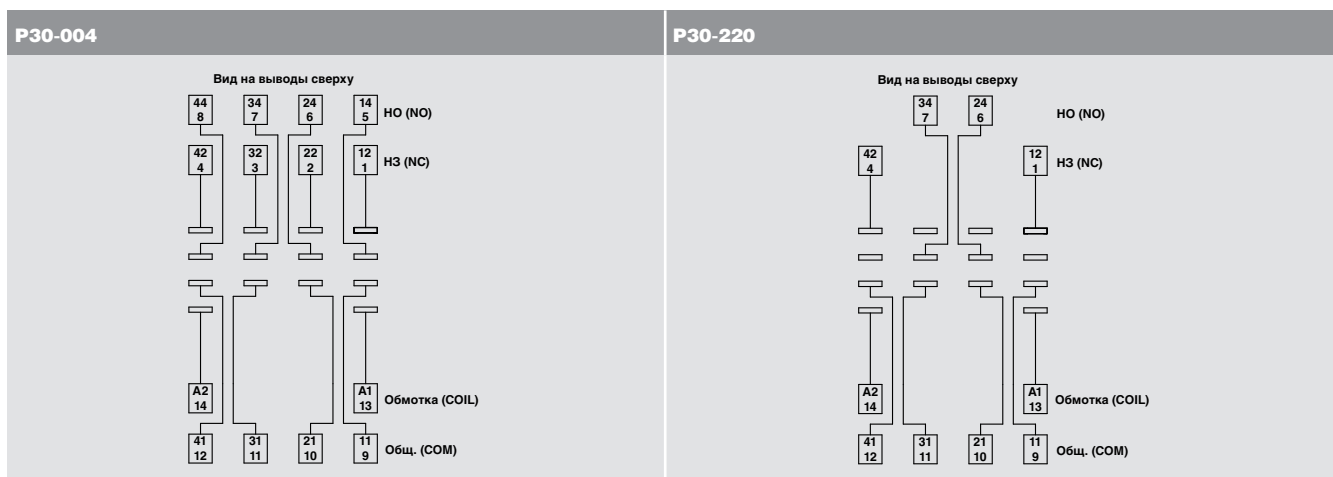 P30-004
P30-220
Вид на выводы сверху
44 34 24 14
8 7 6 5
НО (NO)
42 32 22 12
4 3 2 1
НЗ (NC)
A2 A1
14 13
Обмотка (COIL)
41 31 21 11
12 11 10 9
Общ. (COM)
Вид на выводы сверху
34 24
7 6
НО (NO)
42 12
4 1
НЗ (NC)
A2 A1
14 13
Обмотка (COIL)
41 31 21 11
12 11 10 9
Общ. (COM)